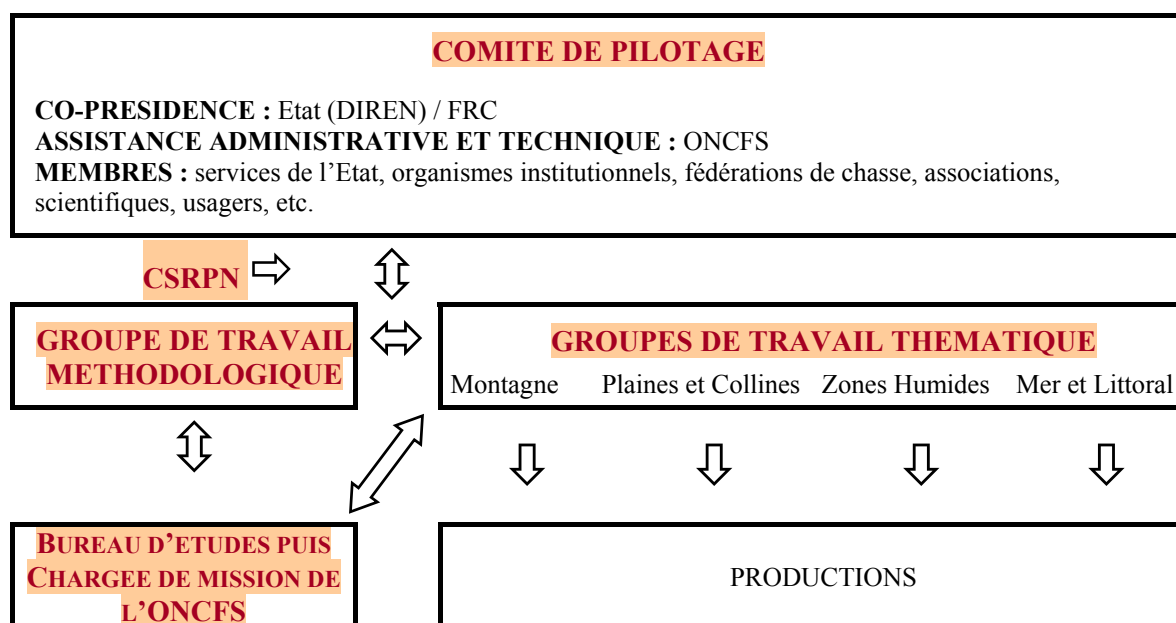 COMITE DE PILOTAGE
CO-PRESIDENCE : Etat (DIREN) / FRC
ASSISTANCE ADMINISTRATIVE ET TECHNIQUE : ONCFS
MEMBRES : services de l'Etat, organismes institutionnels, fédérations de chasse, associations,
scientifiques, usagers, etc.
CSRPN
GROUPE DE TRAVAIL
METHODOLOGIQUE
GROUPES DE TRAVAIL THEMATIQUE
Montagne Plaines et Collines Zones Humides Mer et Littoral
BUREAU D'ETUDES PUIS
CHARGEE DE MISSION DE
L'ONCFS
PRODUCTIONS